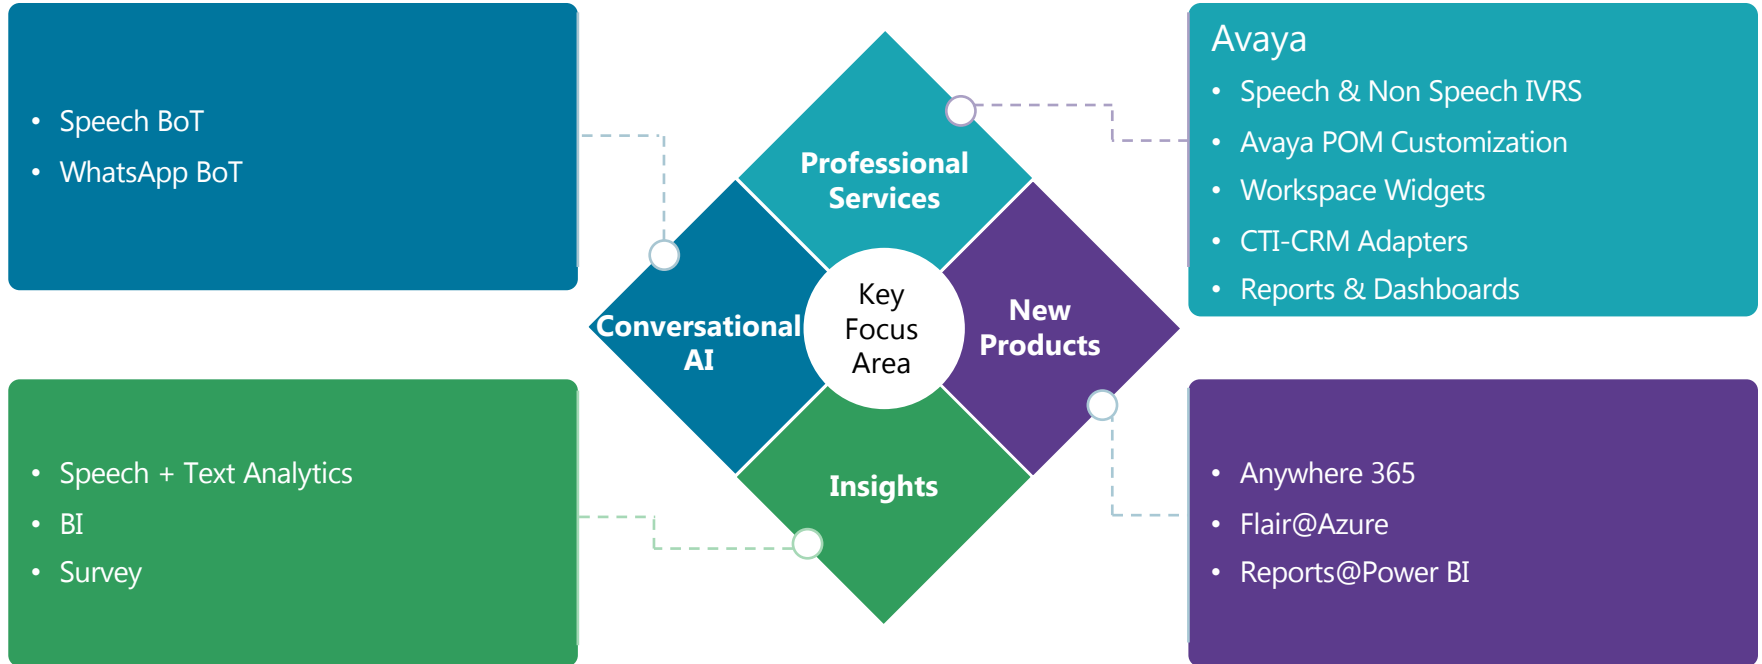 Speech BoT
WhatsApp BoT
Speech + Text Analytics
BI
Survey
Professional
Services
Conversational
AI
Key
Focus
Area
New
Products
Insights
Avaya
Speech & Non Speech IVRS
Avaya POM Customization
Workspace Widgets
CTI-CRM Adapters
Reports & Dashboards
Anywhere 365
Flair@Azure
Reports@Power BI